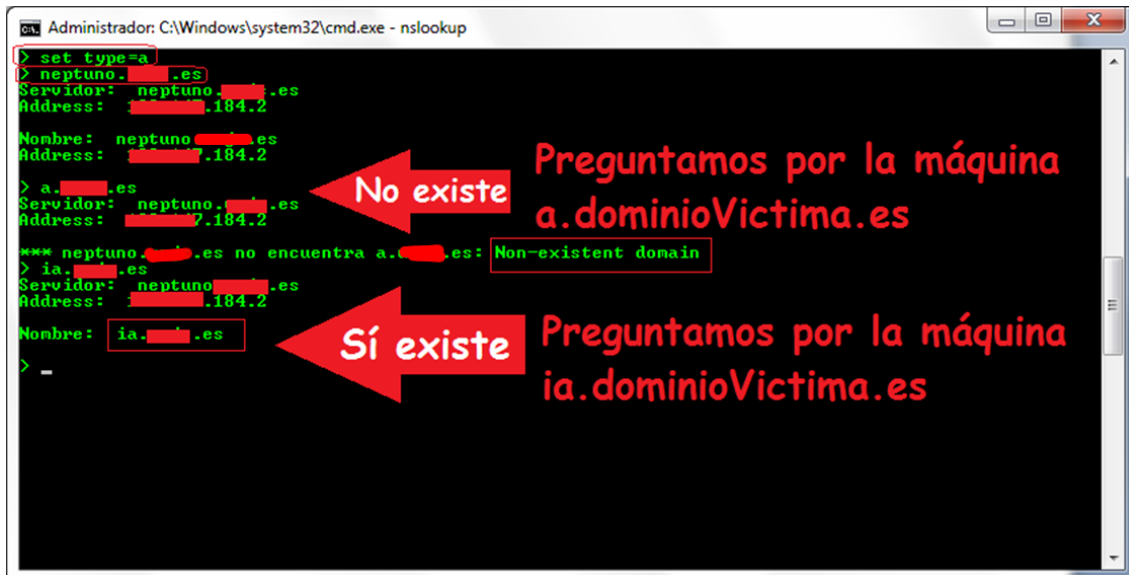 Administrador: C:\Windows\system32\cmd.exe - nslookup
> set type=a
> neptuno. .es
Servidor: neptuno. .es
Address: .184.2
Nombre: neptuno es
Address: .184.2
> a. .es
Servidor: neptuno. .es
Address: 7.184.2
*** neptuno. .es no encuentra a. .es: Non-existent domain
> ia. .es
Servidor: neptuno .es
Address: .184.2
Nombre: ia. .es
> _
No existe
Preguntamos por la máquina
a.dominioVictima.es
Sí existe
Preguntamos por la máquina
ia.dominioVictima.es